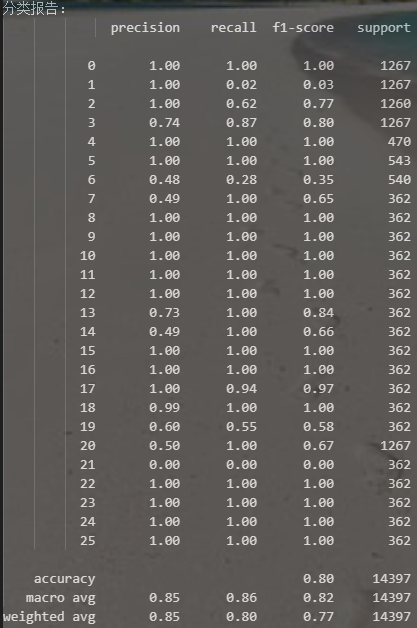 分类报告:
precision recall f1-score support
0 1.00 1.00 1.00 1267
1 1.00 0.02 0.03 1267
2 1.00 0.62 0.77 1260
3 0.74 0.87 0.80 1267
4 1.00 1.00 1.00 470
5 1.00 1.00 1.00 543
6 0.48 0.28 0.35 540
7 0.49 1.00 0.65 362
8 1.00 1.00 1.00 362
9 1.00 1.00 1.00 362
10 1.00 1.00 1.00 362
11 1.00 1.00 1.00 362
12 1.00 1.00 1.00 362
13 0.73 1.00 0.84 362
14 0.49 1.00 0.66 362
15 1.00 1.00 1.00 362
16 1.00 1.00 1.00 362
17 1.00 0.94 0.97 362
18 0.99 1.00 1.00 362
19 0.60 0.55 0.58 362
20 0.50 1.00 0.67 1267
21 0.00 0.00 0.00 362
22 1.00 1.00 1.00 362
23 1.00 1.00 1.00 362
24 1.00 1.00 1.00 362
25 1.00 1.00 1.00 362
accuracy 0.80 14397
macro avg 0.85 0.86 0.82 14397
weighted avg 0.85 0.80 0.77 14397